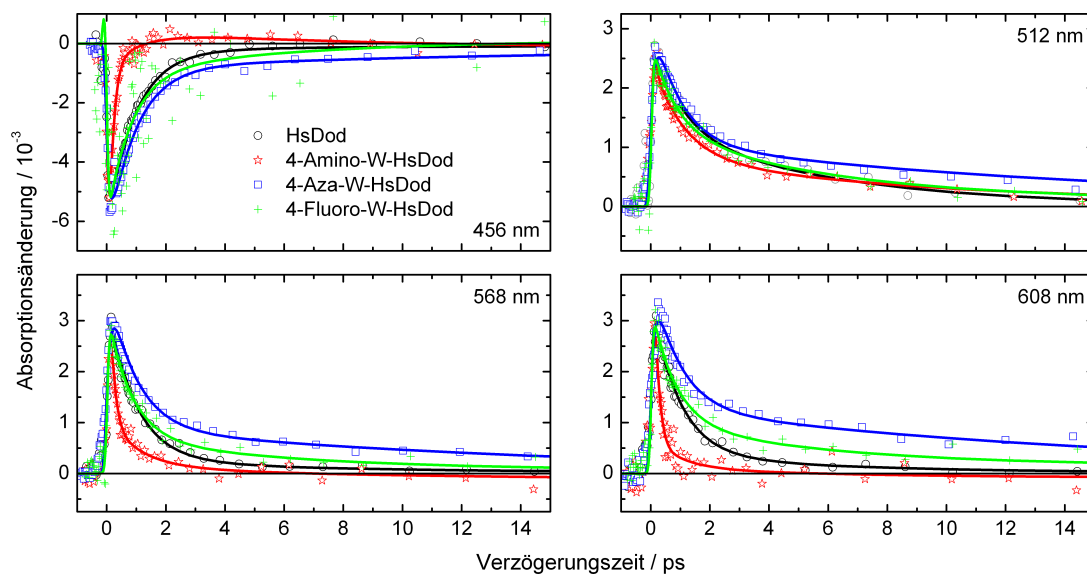 Absorptionsänderung / 10⁻³
0
-2
-4
-6
HsDod
4-Amino-W-HsDod
4-Aza-W-HsDod
4-Fluoro-W-HsDod
456 nm
3
2
1
0
512 nm
3
2
1
0
568 nm
0 2 4 6 8 10 12 14
3
2
1
0
608 nm
0 2 4 6 8 10 12 14
Verzögerungszeit / ps